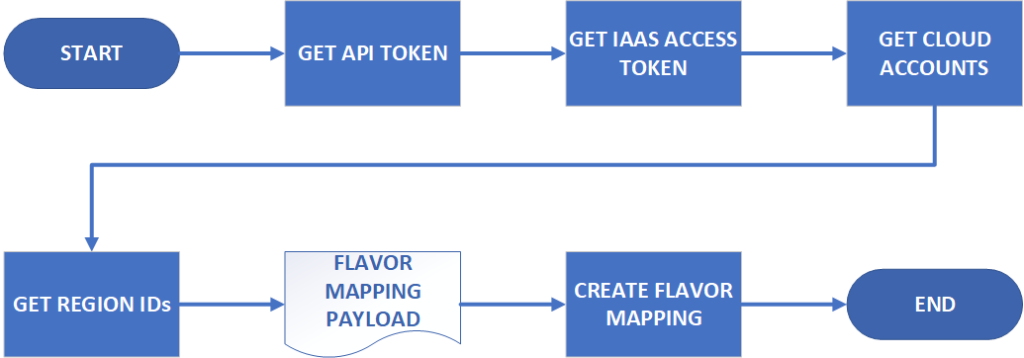 START
GET API TOKEN
GET IAAS ACCESS
TOKEN
GET CLOUD
ACCOUNTS
GET REGION IDs
FLAVOR
MAPPING
PAYLOAD
CREATE FLAVOR
MAPPING
END